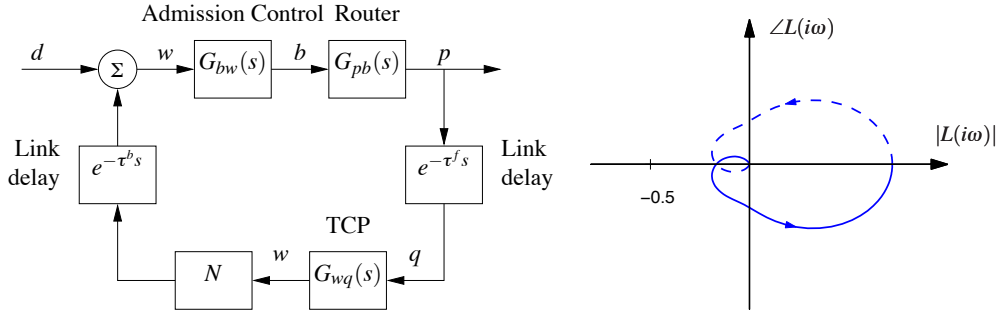 Admission Control Router
d
Σ
w
G_{bw}(s)
b
G_{pb}(s)
p
Link
delay
e^{-τ^b s}
e^{-τ^f s}
Link
delay
TCP
N
w
G_{wq}(s)
q
∠L(iω)
|L(iω)|
−0.5